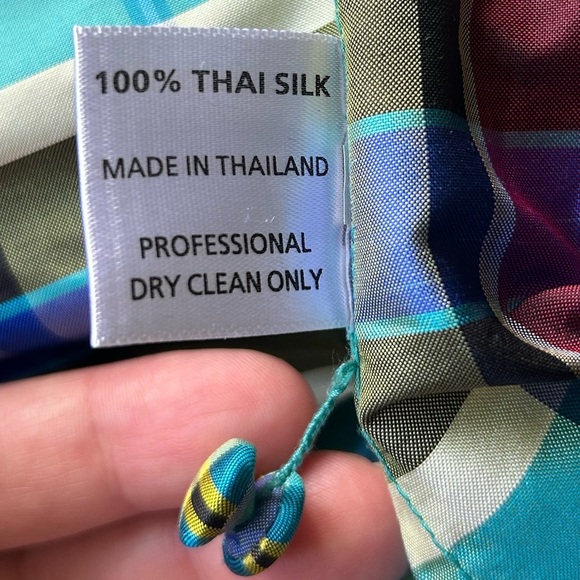 100% THAI SILK
MADE IN THAILAND
PROFESSIONAL
DRY CLEAN ONLY